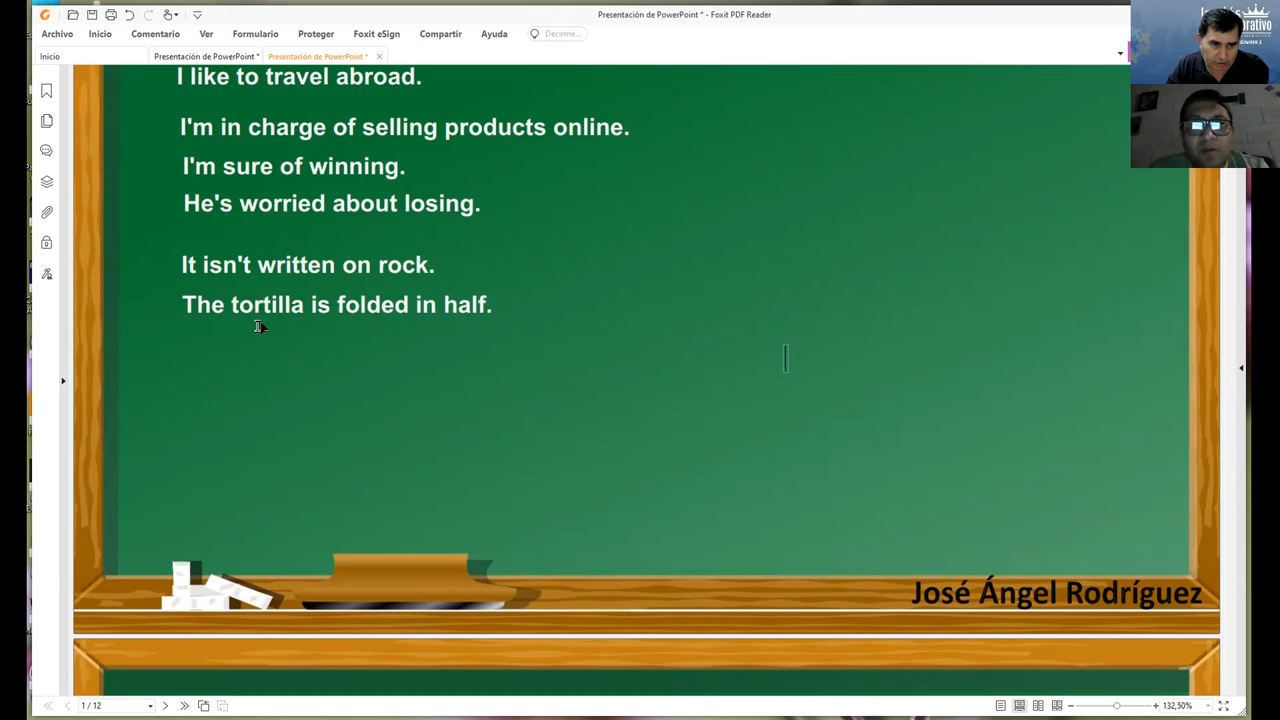 Presentación de PowerPoint * - Foxit PDF Reader
Archivo Inicio Comentario Ver Formulario Proteger Foxit eSign Compartir Ayuda Decirme...
Inicio Presentación de PowerPoint * Presentación de PowerPoint *
I like to travel abroad.
I'm in charge of selling products online.
I'm sure of winning.
He's worried about losing.
It isn't written on rock.
The tortilla is folded in half.
José Ángel Rodríguez
1 / 12
132,50%